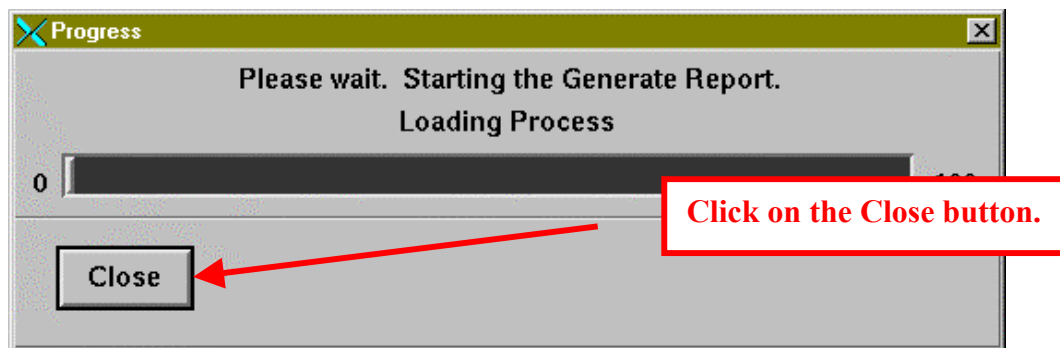 Progress
Please wait. Starting the Generate Report.
Loading Process
0
Click on the Close button.
Close